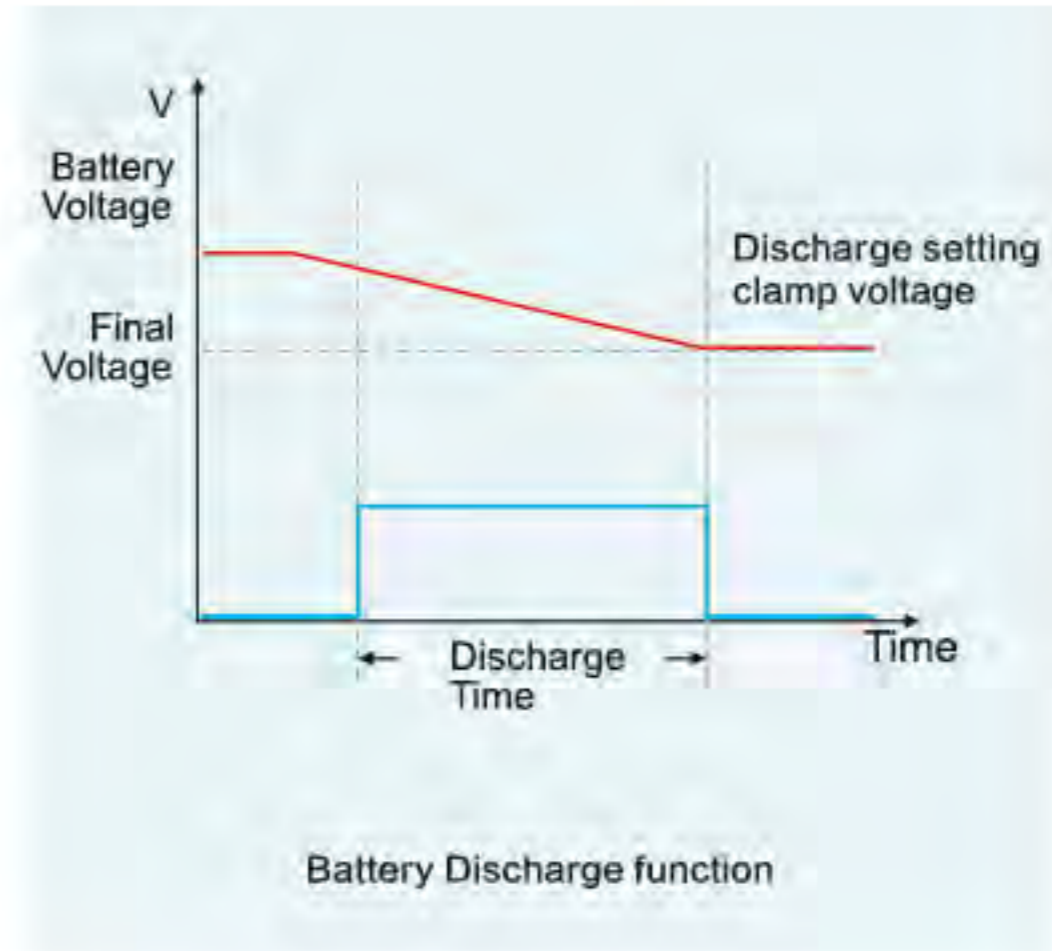 V
Battery
Voltage
Discharge setting
clamp voltage
Final
Voltage
Time
Discharge
Time
Battery Discharge function